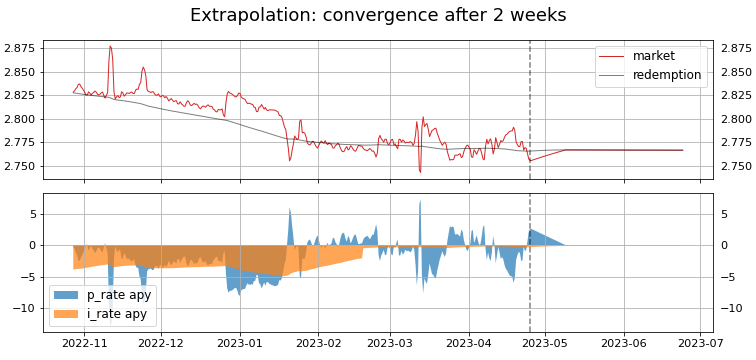 Extrapolation: convergence after 2 weeks
2.875 2.875
2.850 2.850
2.825 2.825
2.800 2.800
2.775 2.775
2.750 2.750
market
redemption
5 5
0 0
−5 −5
−10 −10
p_rate apy
i_rate apy
2022-11 2022-12 2023-01 2023-02 2023-03 2023-04 2023-05 2023-06 2023-07